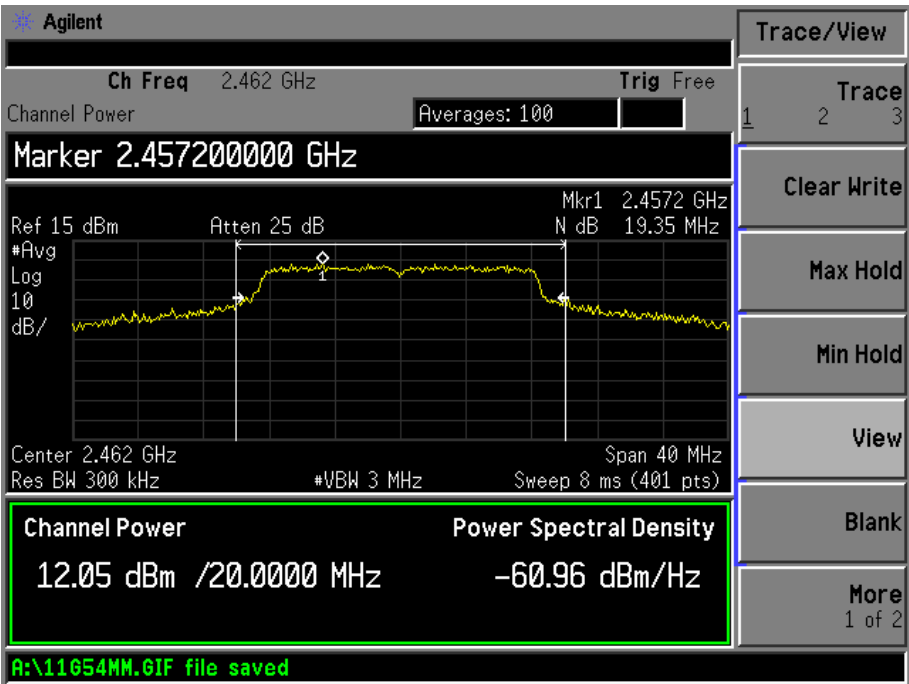 Agilent
Ch Freq 2.462 GHz Trig Free
Channel Power Averages: 100
Marker 2.457200000 GHz
Mkr1 2.4572 GHz
Ref 15 dBm Atten 25 dB N dB 19.35 MHz
#Avg
Log
10
dB/
1
Center 2.462 GHz Span 40 MHz
Res BW 300 kHz #VBW 3 MHz Sweep 8 ms (401 pts)
Channel Power Power Spectral Density
12.05 dBm /20.0000 MHz -60.96 dBm/Hz
A:\11G54MM.GIF file saved
Trace/View
Trace
1 2 3
Clear Write
Max Hold
Min Hold
View
Blank
More
1 of 2